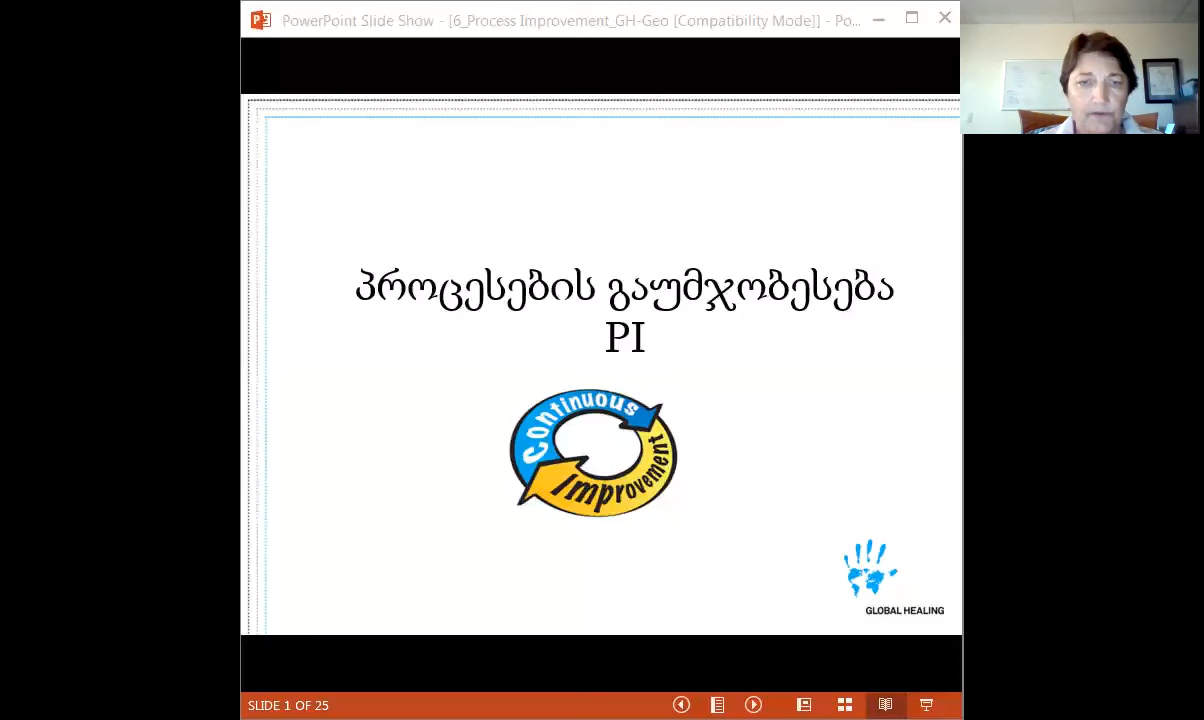 PowerPoint Slide Show - [6_Process Improvement_GH-Geo [Compatibility Mode]] - Po...
პროცესების გაუმჯობესება
PI
Continuous
Improvement
GLOBAL HEALING
SLIDE 1 OF 25